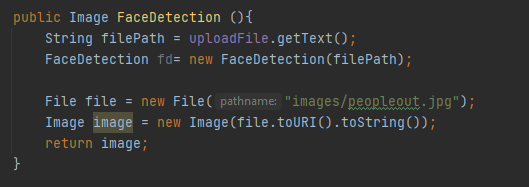 public Image FaceDetection (){
String filePath = uploadFile.getText();
FaceDetection fd= new FaceDetection(filePath);
File file = new File( pathname: "images/peopleout.jpg");
Image image = new Image(file.toURI().toString());
return image;
}